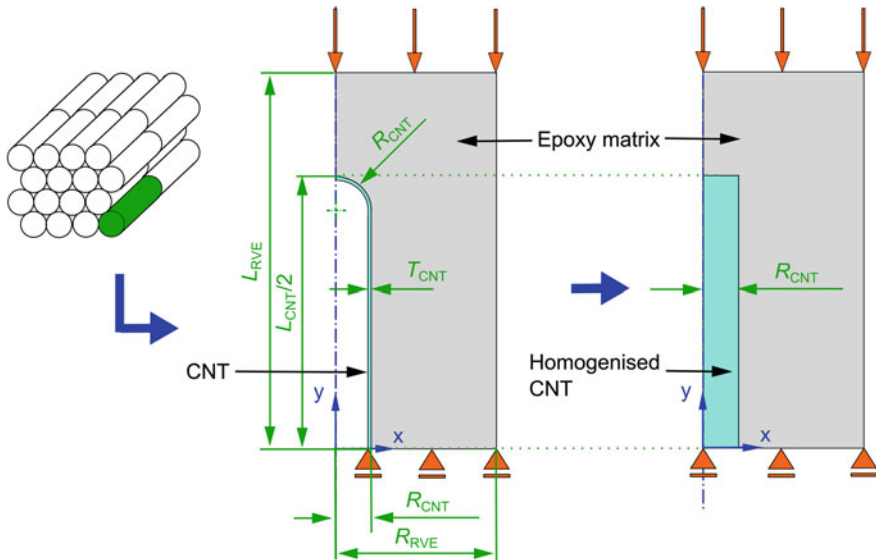 R_CNT
Epoxy matrix
L_RVE
L_CNT/2
T_CNT
R_CNT
CNT
Homogenised
CNT
y
x
y
x
R_CNT
R_RVE